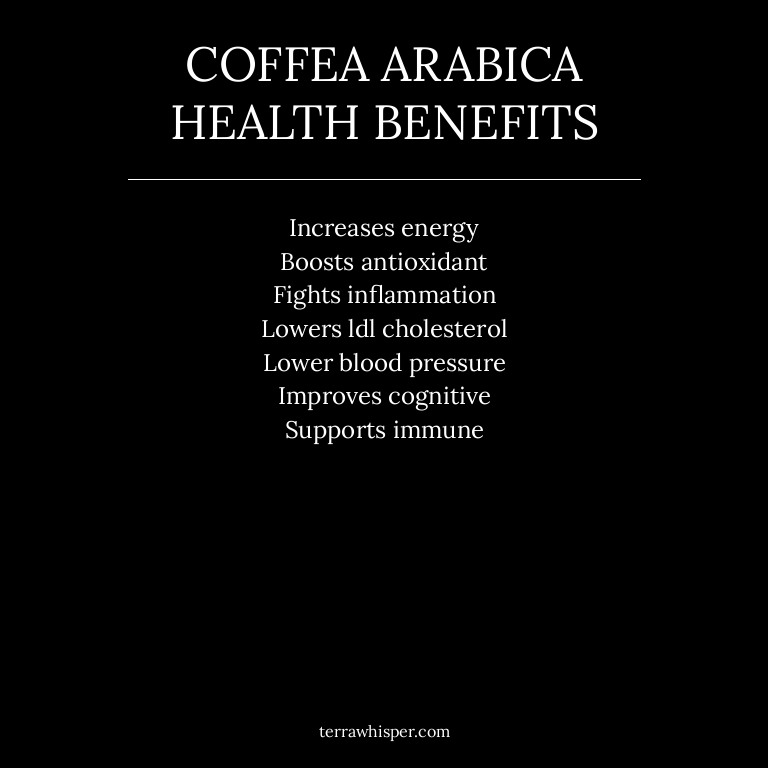 COFFEA ARABICA
HEALTH BENEFITS
Increases energy
Boosts antioxidant
Fights inflammation
Lowers ldl cholesterol
Lower blood pressure
Improves cognitive
Supports immune
terrawhisper.com